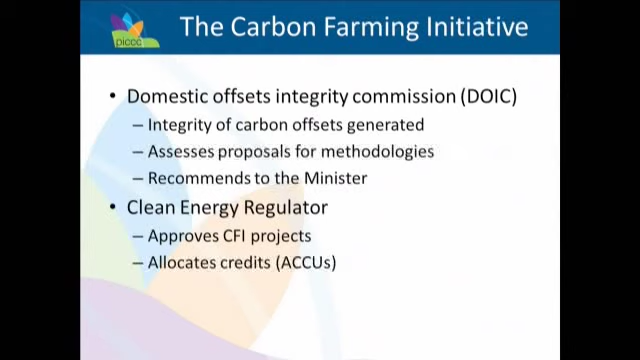 The Carbon Farming Initiative
piccc
• Domestic offsets integrity commission (DOIC)
– Integrity of carbon offsets generated
– Assesses proposals for methodologies
– Recommends to the Minister
• Clean Energy Regulator
– Approves CFI projects
– Allocates credits (ACCUs)